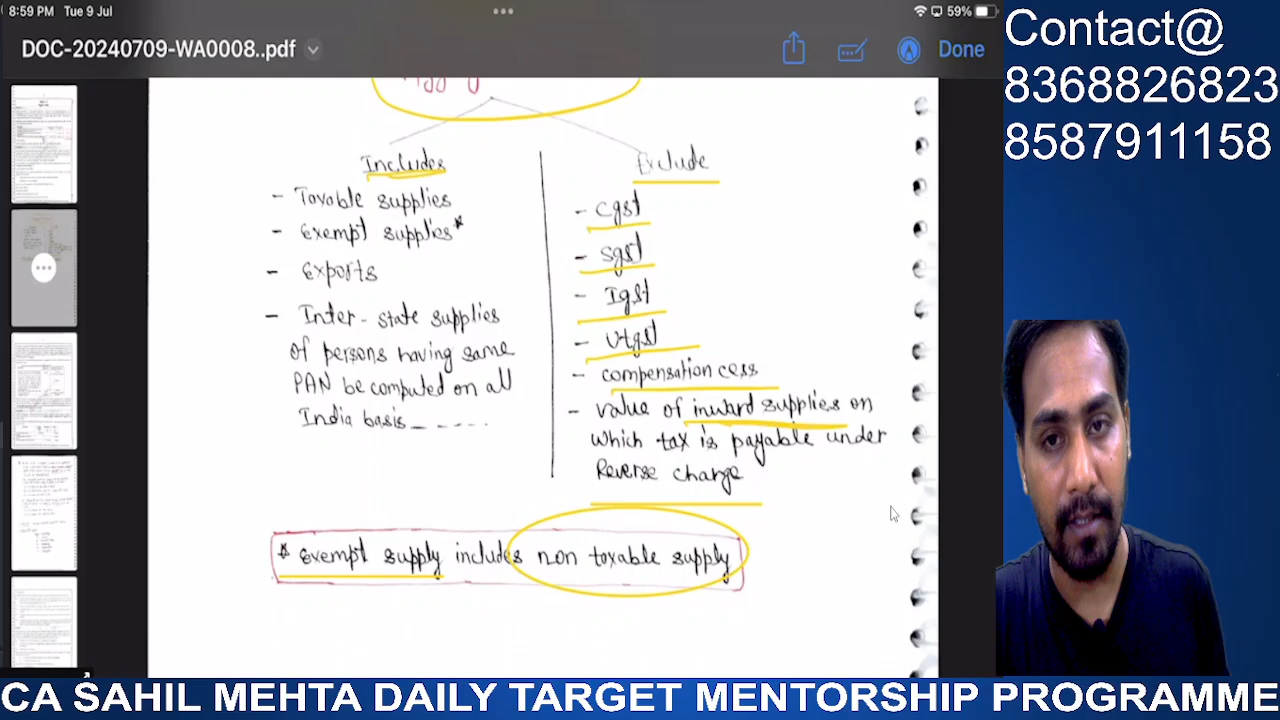 8:59 PM Tue 9 Jul
59%
DOC-20240709-WA0008..pdf
Done
Contact@
8368826823
8587911158
Includes
- Taxable supplies
- Exempt supplies*
- Exports
- Inter-state supplies
of persons having same
PAN be computed on all
India basis_ - - - -
Exclude
- cgst
- sgst
- Igst
- utgst
- compensation cess
- value of inward supplies on
which tax is payable under
Reverse charge
* Exempt supply includes non taxable supply
CA SAHIL MEHTA DAILY TARGET MENTORSHIP PROGRAMME